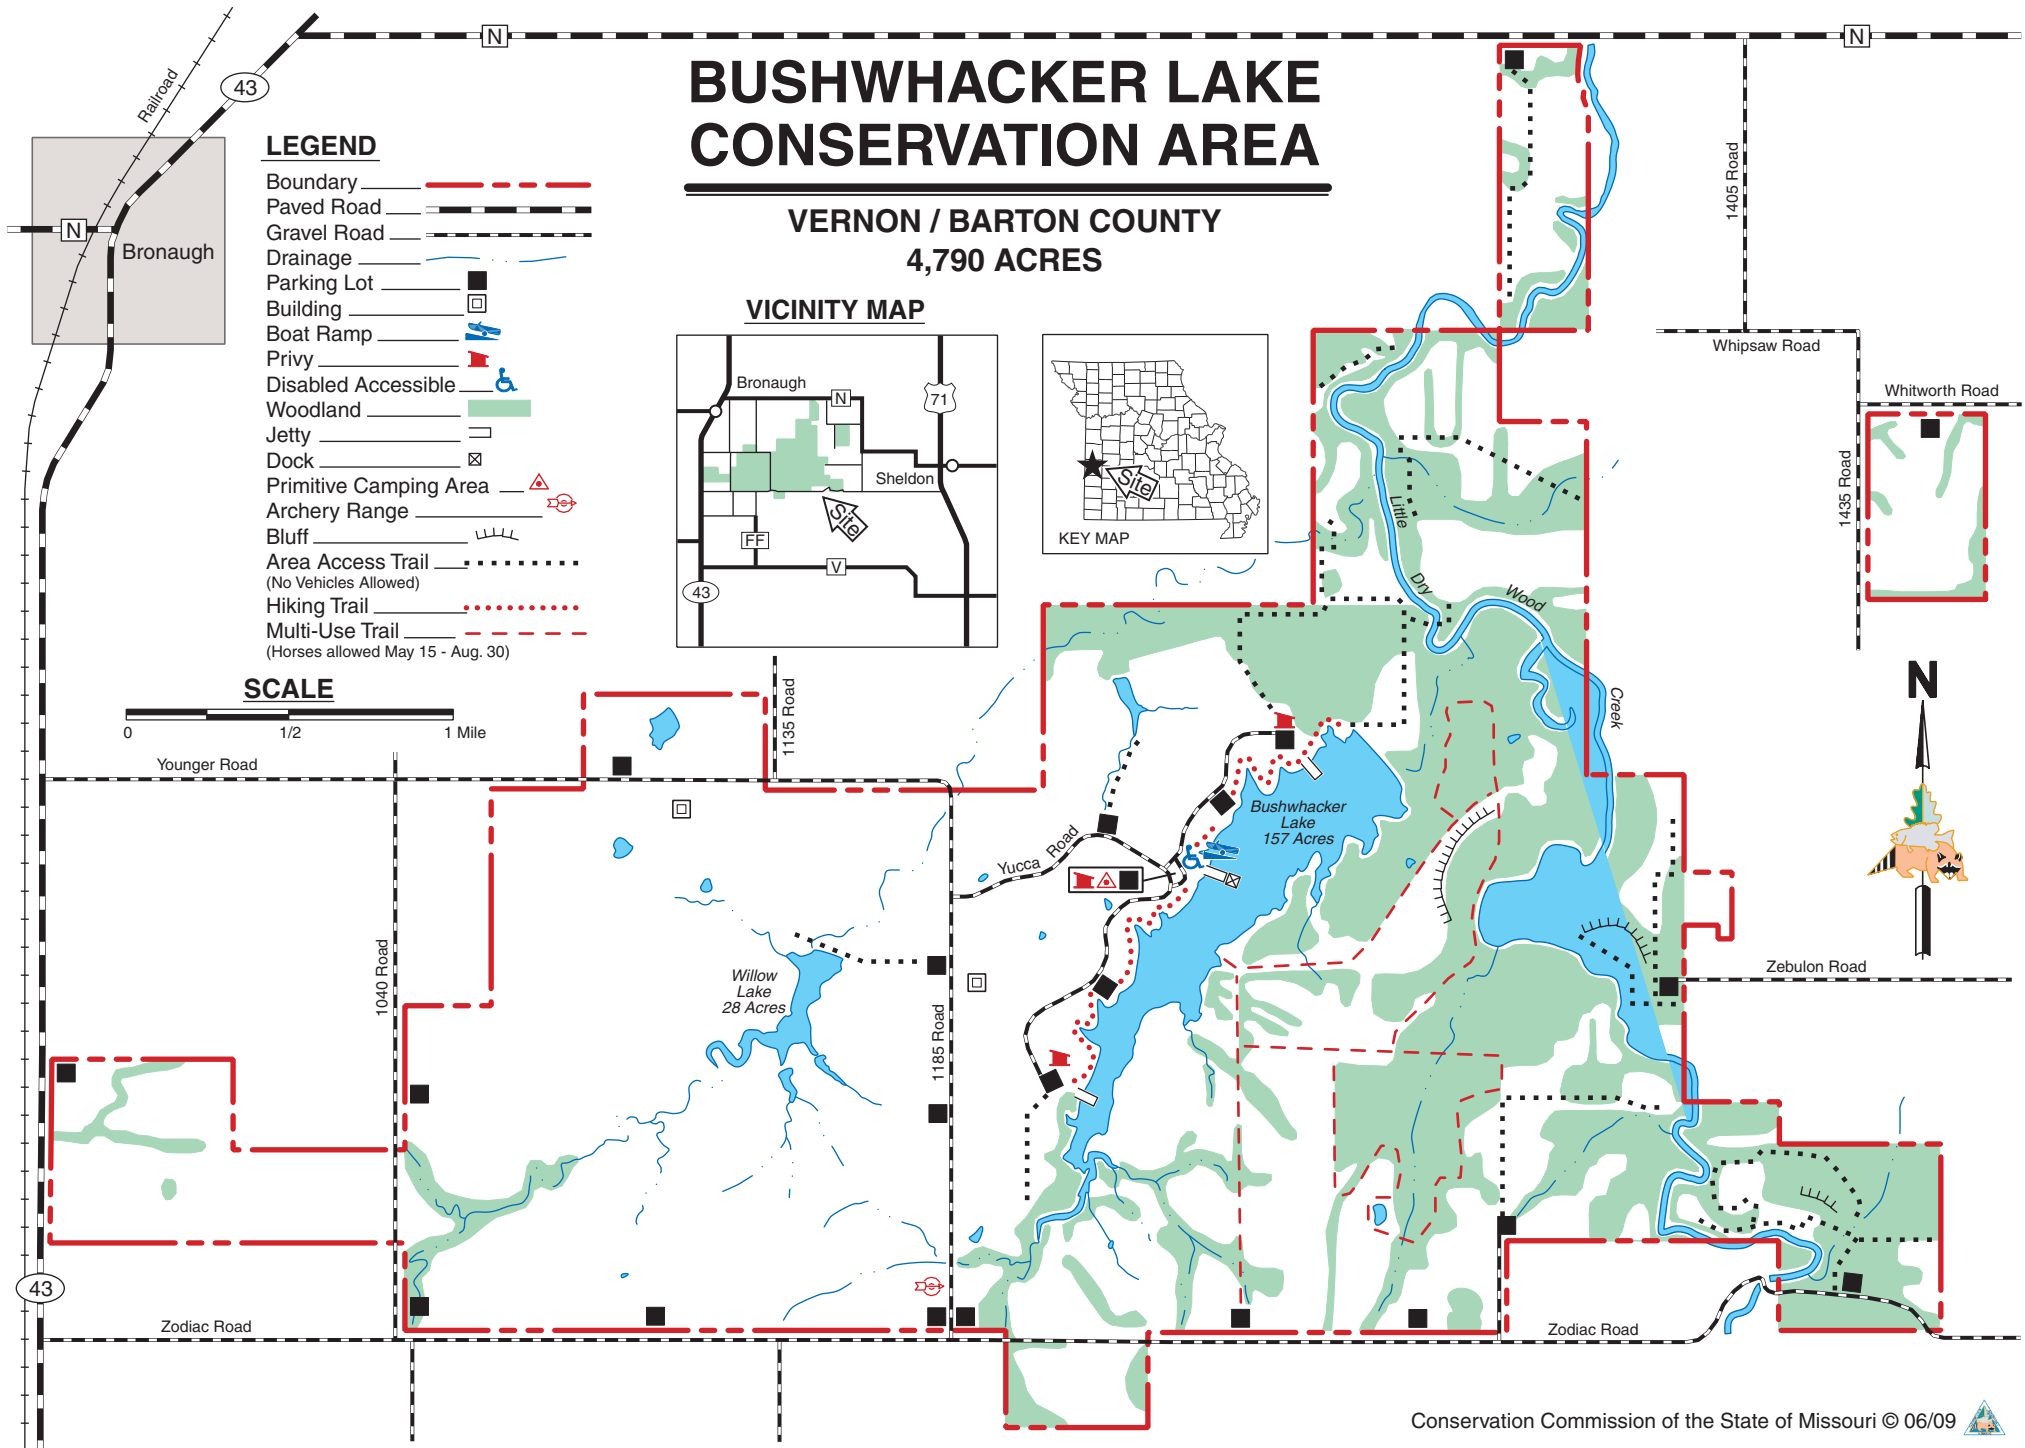 BUSHWHACKER LAKE
CONSERVATION AREA
VERNON / BARTON COUNTY
4,790 ACRES
N
N
43
Railroad
N
Bronaugh
LEGEND
Boundary
Paved Road
Gravel Road
Drainage
Parking Lot
Building
Boat Ramp
Privy
Disabled Accessible
Woodland
Jetty
Dock
Primitive Camping Area
Archery Range
Bluff
Area Access Trail
(No Vehicles Allowed)
Hiking Trail
Multi-Use Trail
(Horses allowed May 15 - Aug. 30)
SCALE
0
1/2
1 Mile
VICINITY MAP
Bronaugh
N
71
Sheldon
Site
FF
V
43
Site
KEY MAP
1405 Road
Whipsaw Road
Whitworth Road
1435 Road
Little
Dry
Wood
Creek
N
1135 Road
Younger Road
Bushwhacker
Lake
157 Acres
Yucca Road
1040 Road
Willow
Lake
28 Acres
1185 Road
Zebulon Road
43
Zodiac Road
Zodiac Road
Conservation Commission of the State of Missouri © 06/09